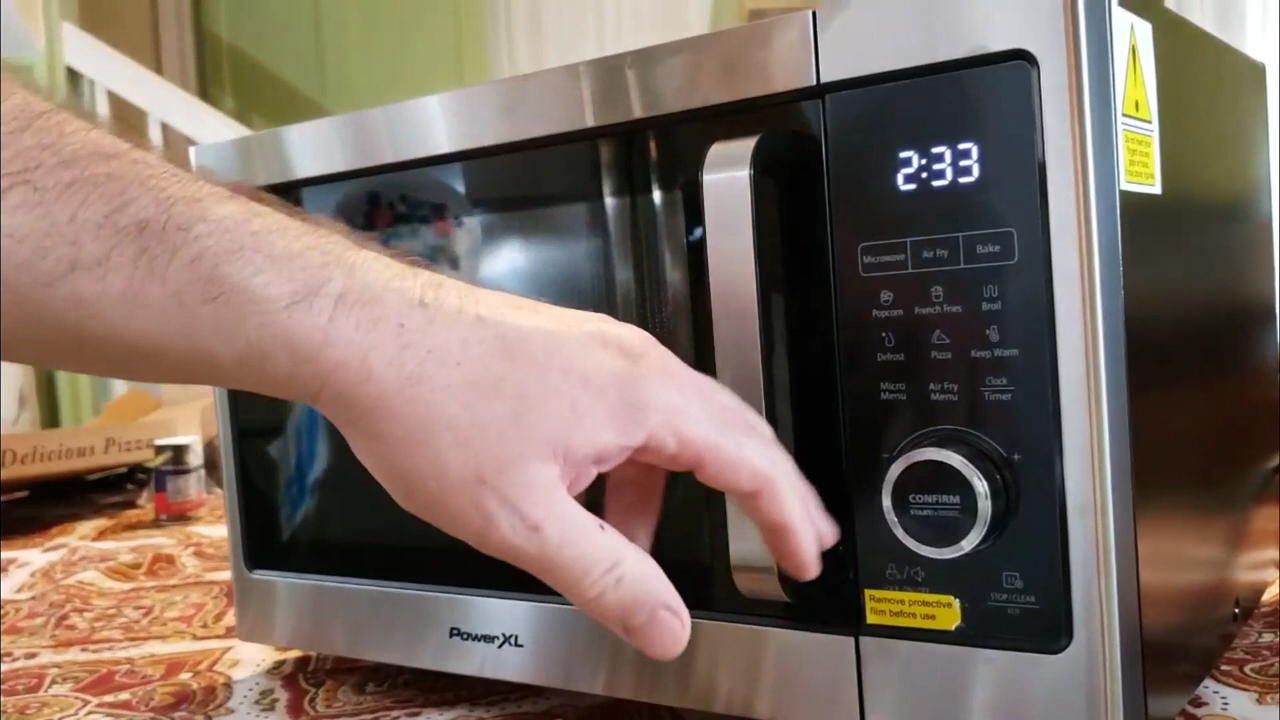 2:33
Microwave Air Fry Bake
Popcorn French Fries Broil
Defrost Pizza Keep Warm
Micro Menu
Air Fry Menu
Clock
Timer
CONFIRM
STOP/CLEAR
Remove protective
film before use
PowerXL
Delicious Pizza